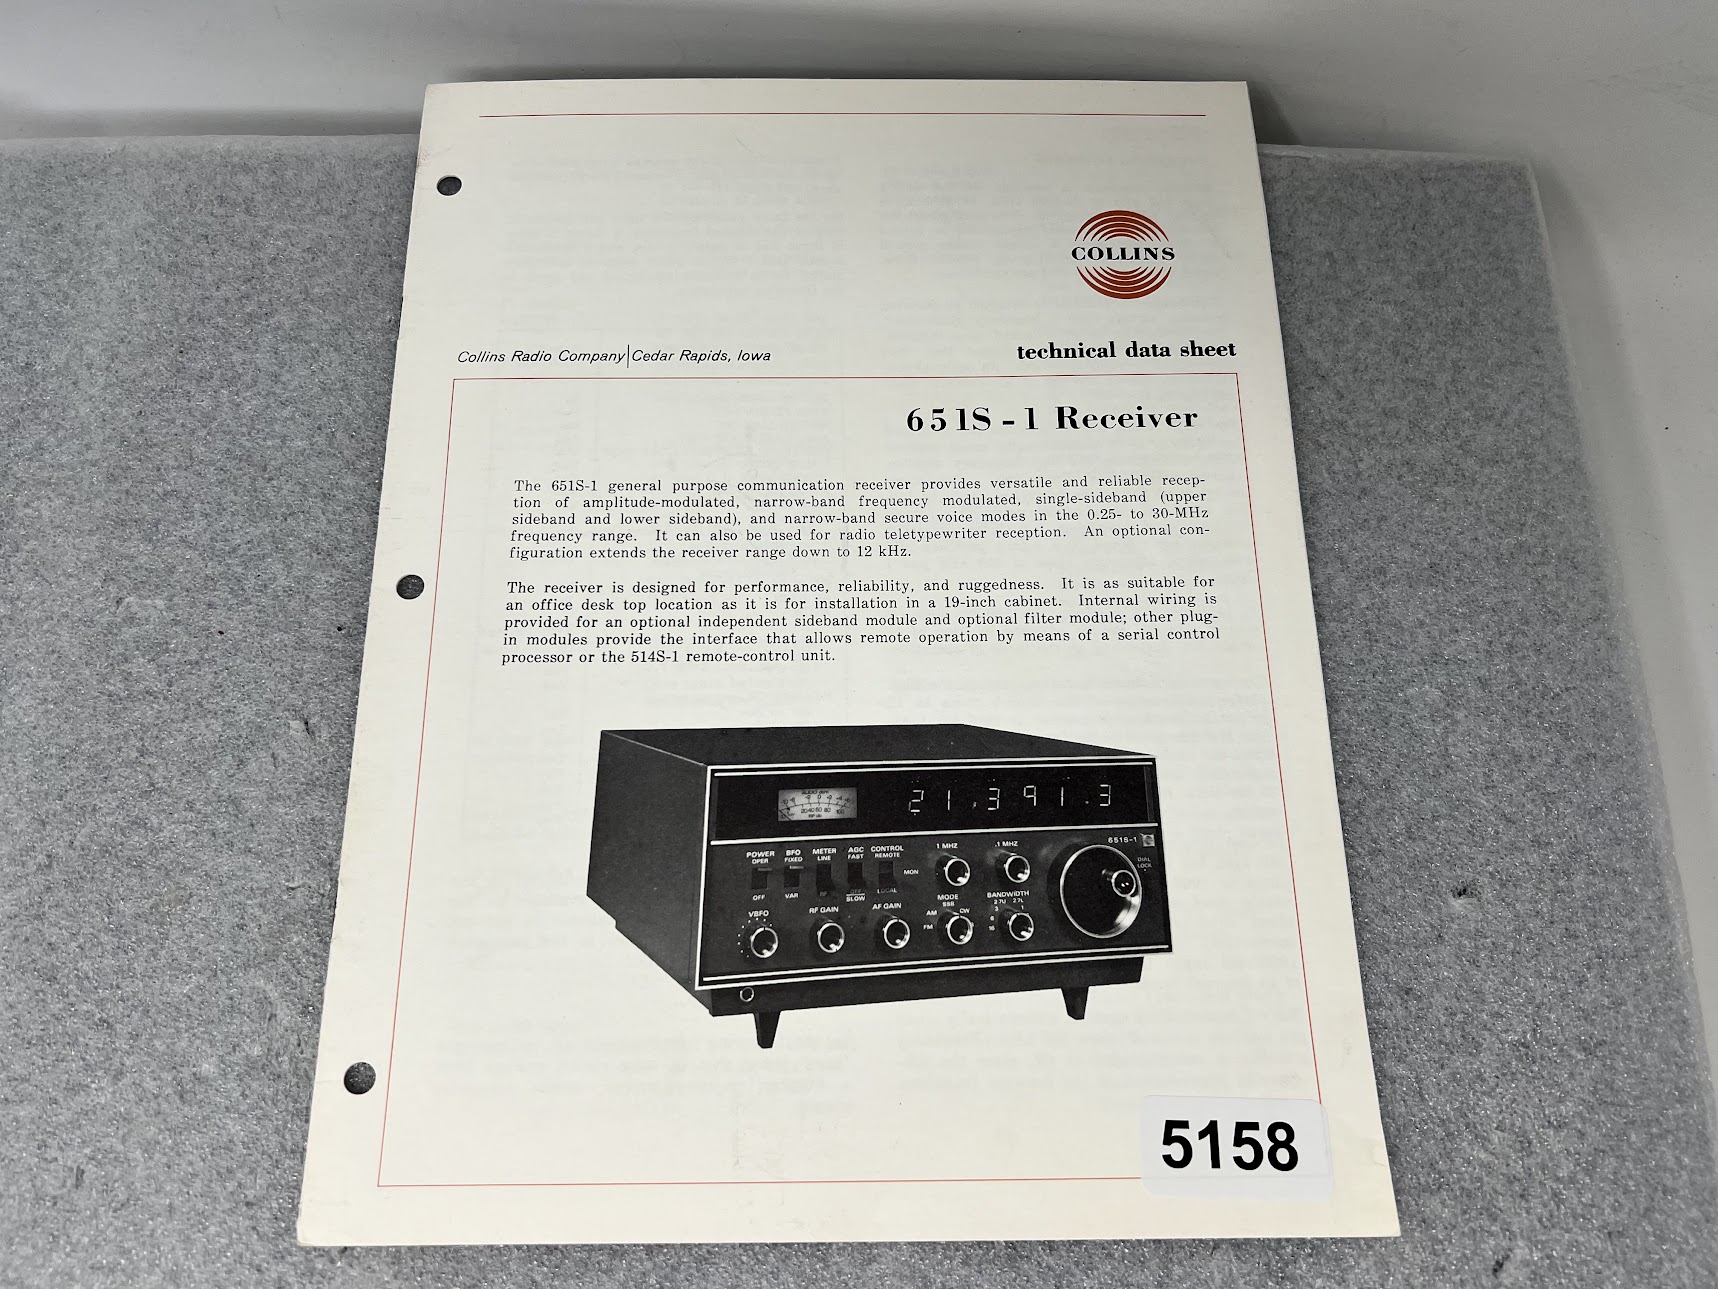 COLLINS
Collins Radio Company | Cedar Rapids, Iowa
technical data sheet
651S-1 Receiver
The 651S-1 general purpose communication receiver provides versatile and reliable recep-
tion of amplitude-modulated, narrow-band frequency modulated, single-sideband (upper
sideband and lower sideband), and narrow-band secure voice modes in the 0.25- to 30-MHz
frequency range. It can also be used for radio teletypewriter reception. An optional con-
figuration extends the receiver range down to 12 kHz.
The receiver is designed for performance, reliability, and ruggedness. It is as suitable for
an office desk top location as it is for installation in a 19-inch cabinet. Internal wiring is
provided for an optional independent sideband module and optional filter module; other plug-
in modules provide the interface that allows remote operation by means of a serial control
processor or the 514S-1 remote-control unit.
21,391.3
651S-1
POWER BFO METER AGC CONTROL 1 MHZ .1 MHZ
OPER FIXED LINE FAST REMOTE
DIAL
LOCK
MON
OFF VAR RF OFF LOCAL
SLOW
MODE BANDWIDTH
SSB 2.7U 2.7L
VBFO RF GAIN AF GAIN AM CW 3 1
FM 6
16
5158